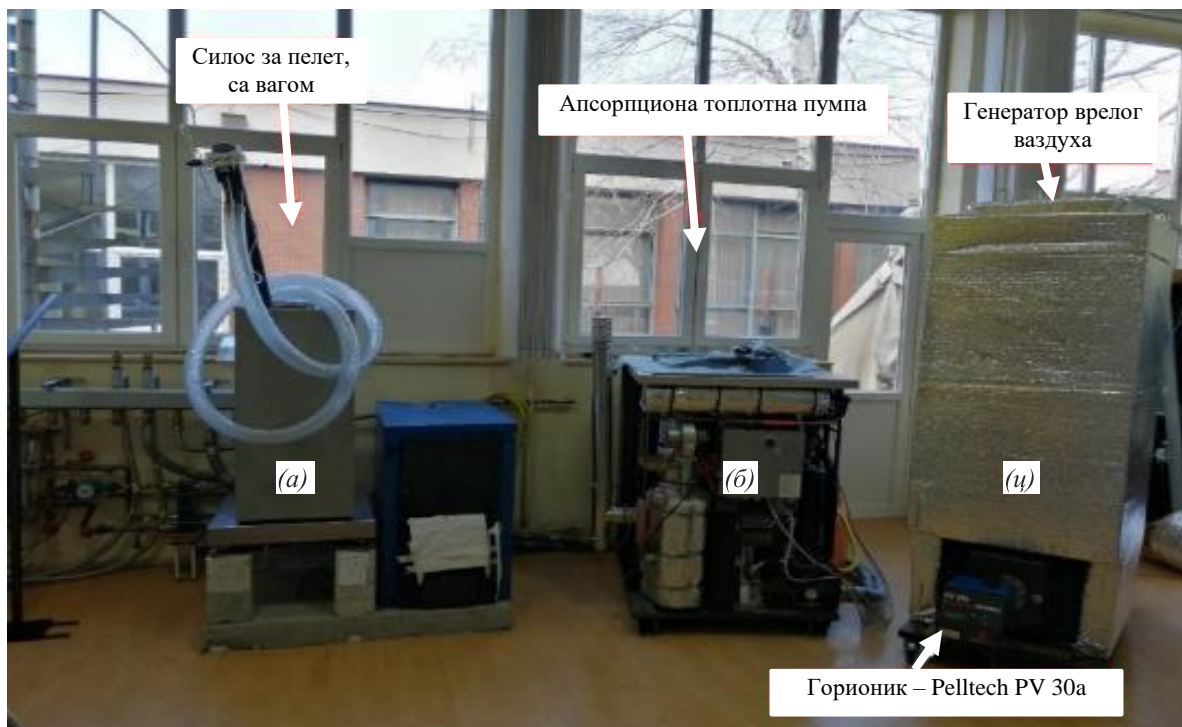 Силос за пелет,
са вагом
Апсорпциона топлотна пумпа
Генератор врелог
ваздуха
(а)
(б)
(ц)
Горионик – Pelltech PV 30a